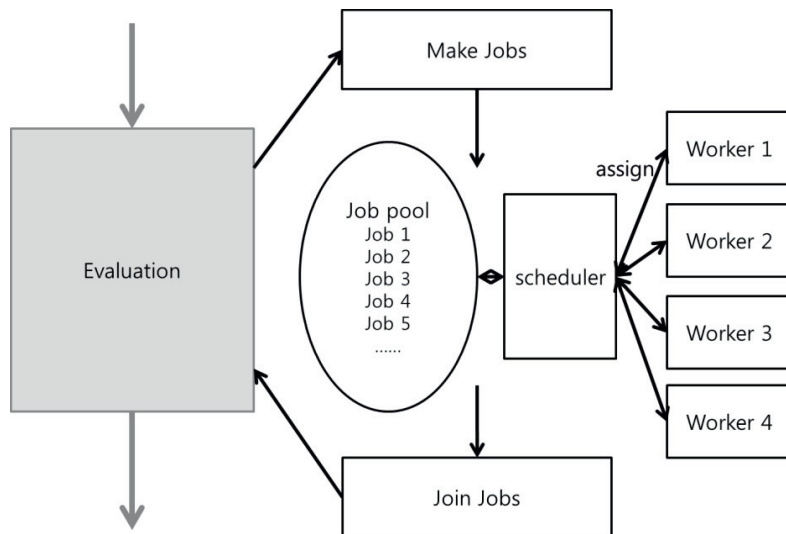 Make Jobs
Worker 1
assign
Job pool
Job 1
Job 2
Job 3
Job 4
Job 5
......
Evaluation
scheduler
Worker 2
Worker 3
Worker 4
Join Jobs